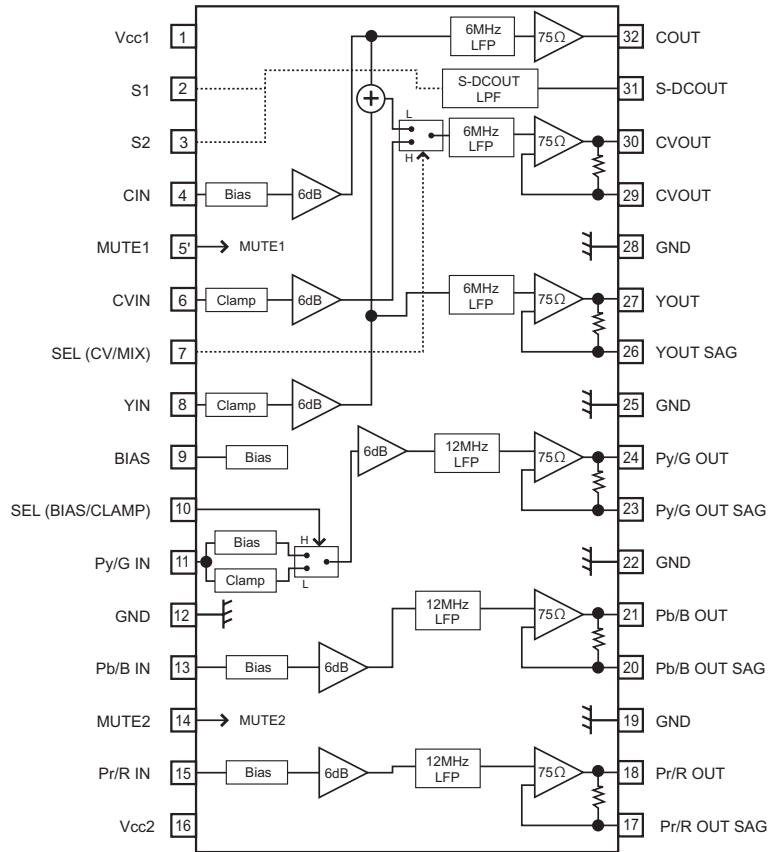 Vcc1 1
S1 2
S2 3
CIN 4 Bias 6dB
MUTE1 5' MUTE1
CVIN 6 Clamp 6dB
SEL (CV/MIX) 7
YIN 8 Clamp 6dB
BIAS 9 Bias
SEL (BIAS/CLAMP) 10
Py/G IN 11 Bias
Clamp
H
L
6dB
GND 12
Pb/B IN 13 Bias 6dB
MUTE2 14 MUTE2
Pr/R IN 15 Bias 6dB
Vcc2 16
+
L
H
6MHz
LFP
75Ω
32 COUT
S-DCOUT
LPF
31 S-DCOUT
6MHz
LFP
75Ω
30 CVOUT
29 CVOUT
28 GND
6MHz
LFP
75Ω
27 YOUT
26 YOUT SAG
25 GND
12MHz
LFP
75Ω
24 Py/G OUT
23 Py/G OUT SAG
22 GND
12MHz
LFP
75Ω
21 Pb/B OUT
20 Pb/B OUT SAG
19 GND
12MHz
LFP
75Ω
18 Pr/R OUT
17 Pr/R OUT SAG